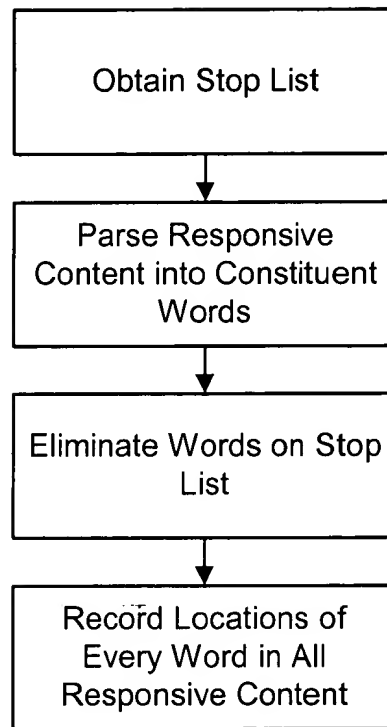 Obtain Stop List
Parse Responsive
Content into Constituent
Words
Eliminate Words on Stop
List
Record Locations of
Every Word in All
Responsive Content